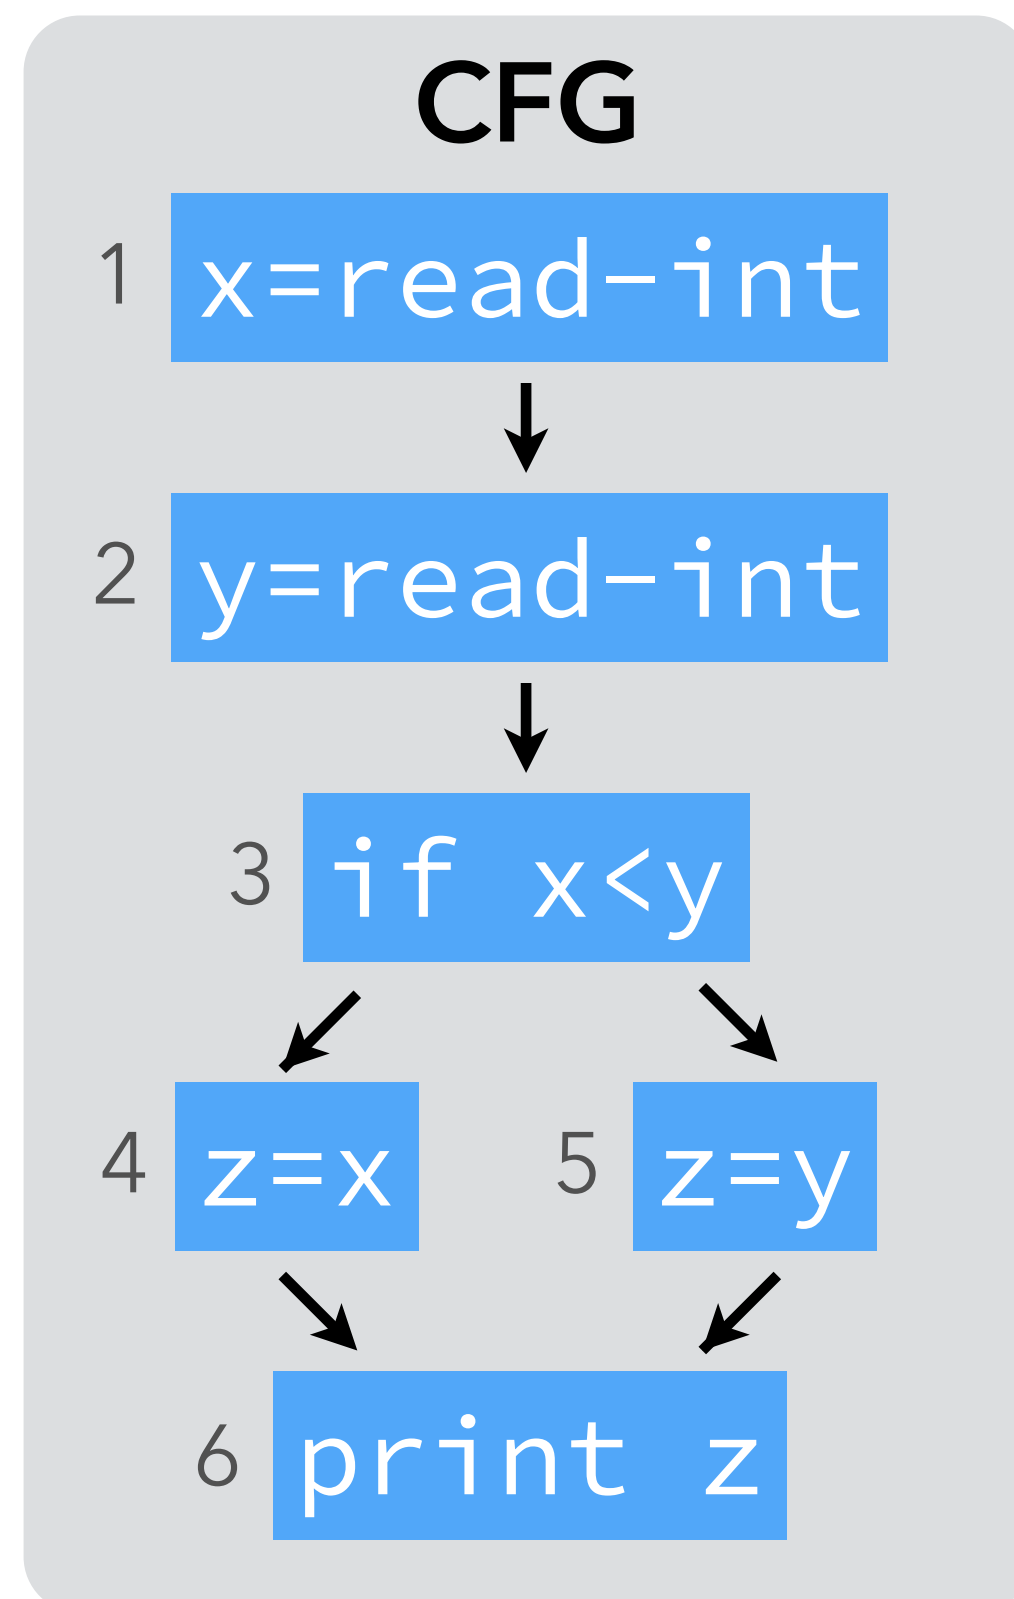 CFG
1 x=read-int
2 y=read-int
3 if x<y
4 z=x 5 z=y
6 print z